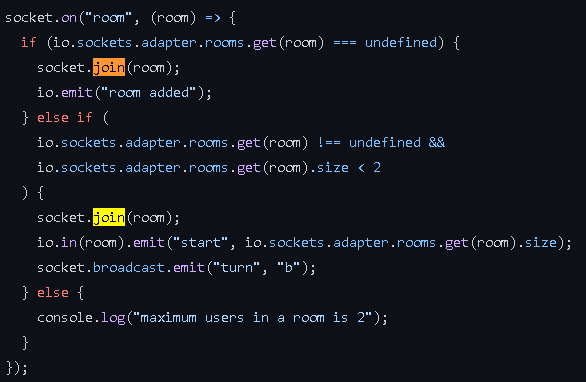 socket.on("room", (room) => {
  if (io.sockets.adapter.rooms.get(room) === undefined) {
    socket.join(room);
    io.emit("room added");
  } else if (
    io.sockets.adapter.rooms.get(room) !== undefined &&
    io.sockets.adapter.rooms.get(room).size < 2
  ) {
    socket.join(room);
    io.in(room).emit("start", io.sockets.adapter.rooms.get(room).size);
    socket.broadcast.emit("turn", "b");
  } else {
    console.log("maximum users in a room is 2");
  }
});